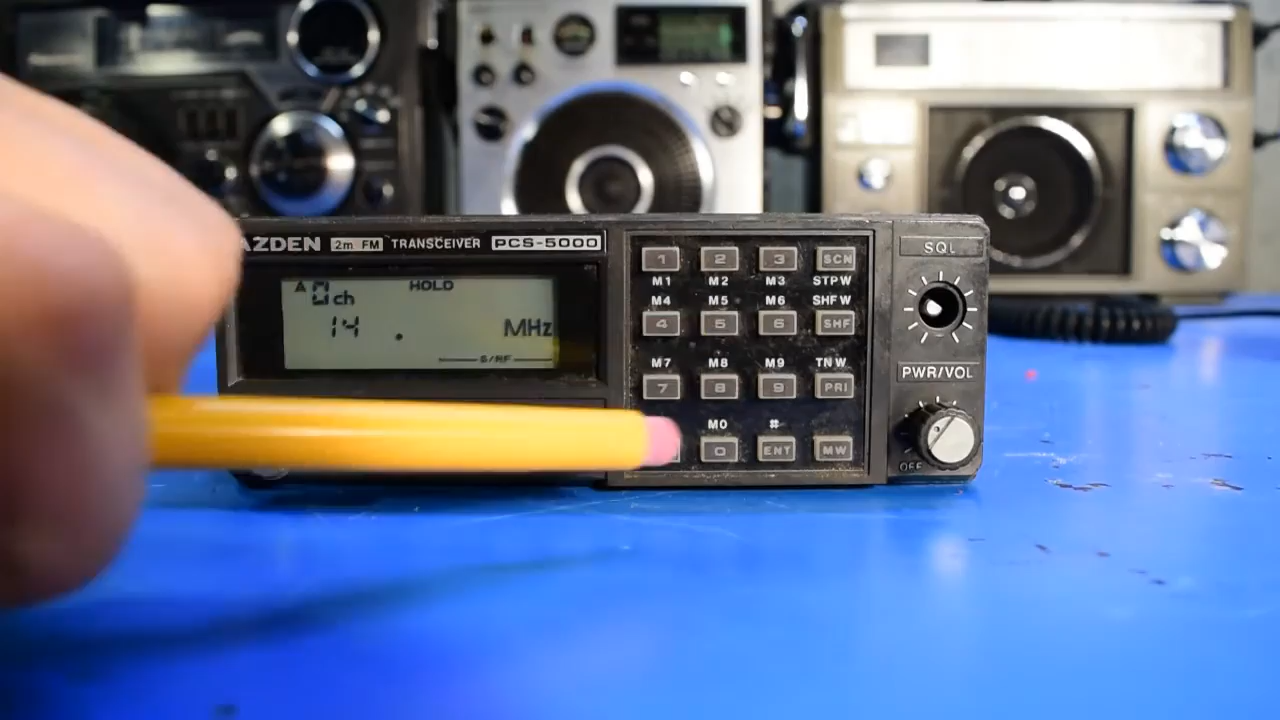 AZDEN 2m FM TRANSCEIVER PCS-5000
A 0ch HOLD
14 . MHz
S/RF
1 2 3 SCN
M1 M2 M3 STPW
M4 M5 M6 SHFW
4 5 6 SHF
M7 M8 M9 TNW
7 8 9 PRI
M0 #
0 ENT MW
SQL
PWR/VOL
OFF